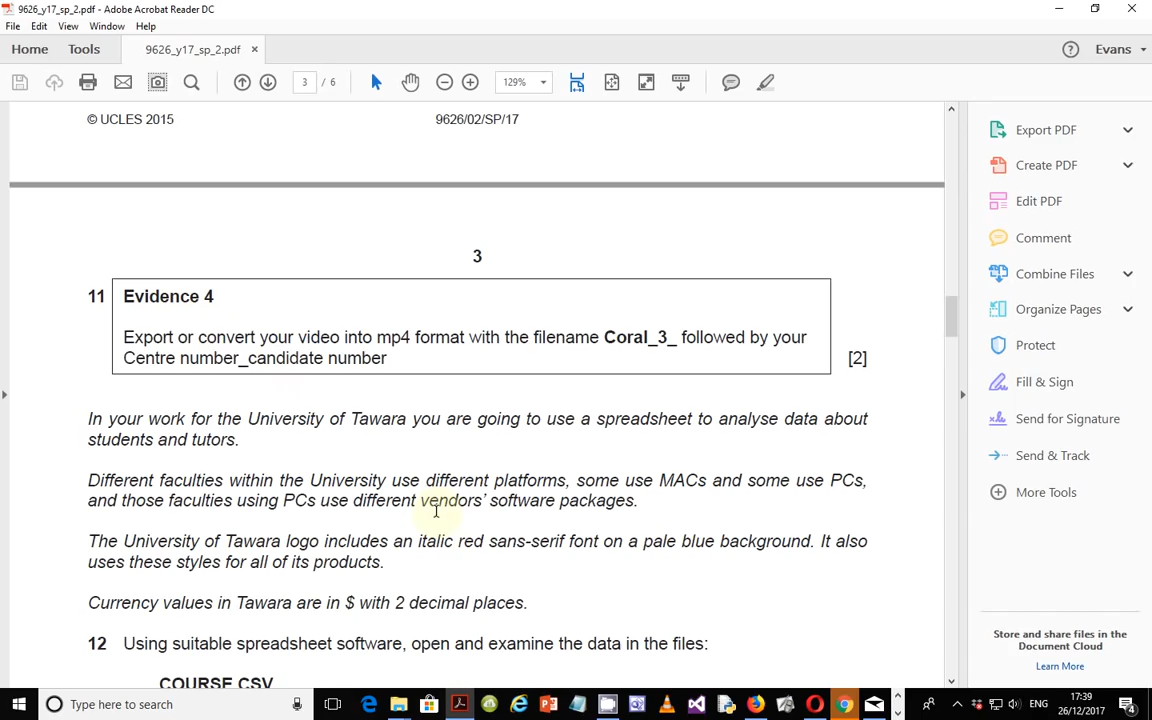 9626_y17_sp_2.pdf - Adobe Acrobat Reader DC
File Edit View Window Help
Home Tools 9626_y17_sp_2.pdf × Evans
3 / 6 129%
© UCLES 2015 9626/02/SP/17
3
11 Evidence 4
Export or convert your video into mp4 format with the filename Coral_3_ followed by your
Centre number_candidate number [2]
In your work for the University of Tawara you are going to use a spreadsheet to analyse data about
students and tutors.
Different faculties within the University use different platforms, some use MACs and some use PCs,
and those faculties using PCs use different vendors' software packages.
The University of Tawara logo includes an italic red sans-serif font on a pale blue background. It also
uses these styles for all of its products.
Currency values in Tawara are in $ with 2 decimal places.
12 Using suitable spreadsheet software, open and examine the data in the files:
COURSE.CSV
Export PDF
Create PDF
Edit PDF
Comment
Combine Files
Organize Pages
Protect
Fill & Sign
Send for Signature
Send & Track
More Tools
Store and share files in the
Document Cloud
Learn More
Type here to search
ENG
17:39
26/12/2017
4